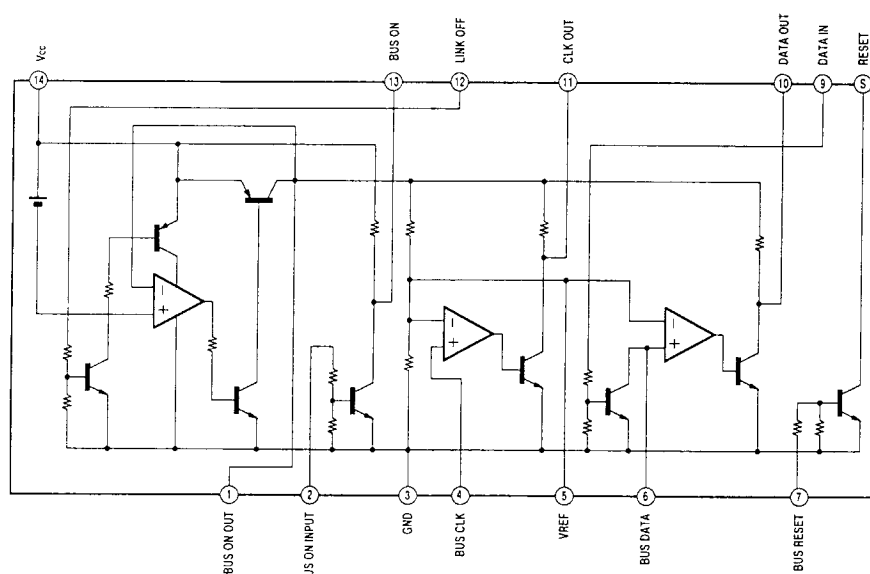 Vcc
BUS ON
LINK OFF
CLK OUT
DATA OUT
DATA IN
RESET
14
13
12
11
10
9
S
−
+
−
+
−
+
1
2
3
4
5
6
7
BUS ON OUT
US ON INPUT
GND
BUS CLK
VREF
BUS DATA
BUS RESET